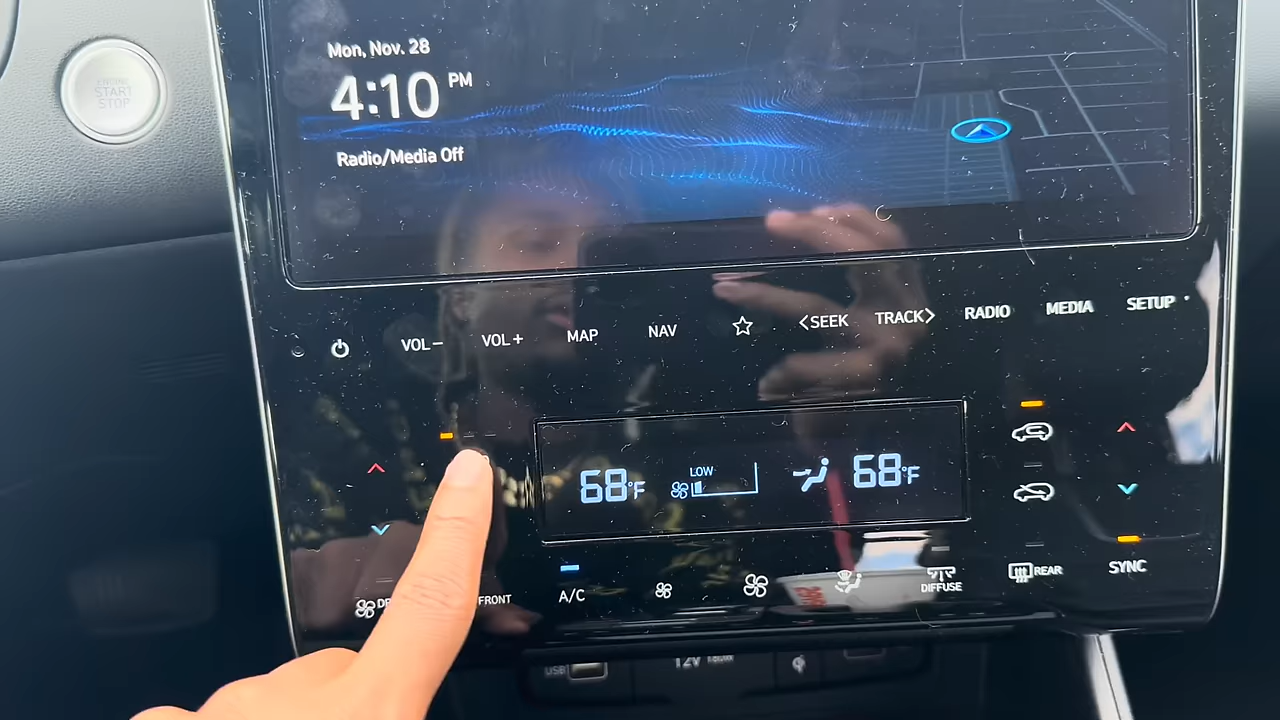 ENGINE
START
STOP
Mon, Nov. 28
4:10 PM
Radio/Media Off
VOL− VOL+ MAP NAV <SEEK TRACK> RADIO MEDIA SETUP
68°F LOW 68°F
A/C DIFFUSE REAR SYNC
FRONT
USB 12V 180W